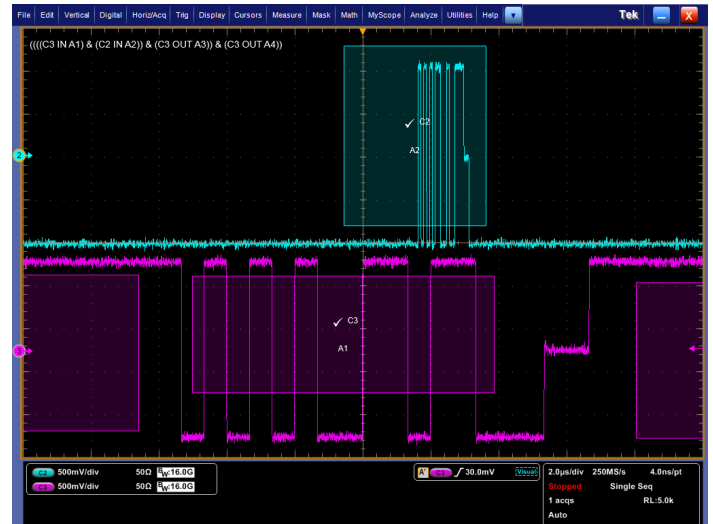 File Edit Vertical Digital Horiz/Acq Trig Display Cursors Measure Mask Math MyScope Analyze Utilities Help Tek X
((((C3 IN A1) & (C2 IN A2)) & (C3 OUT A3)) & (C3 OUT A4))
C2
A2
2
C3
A1
3
C2 500mV/div 50Ω BW:16.0G
C3 500mV/div 50Ω BW:16.0G
A' C3 30.0mV Visual
2.0µs/div 250MS/s 4.0ns/pt
Stopped Single Seq
1 acqs RL:5.0k
Auto